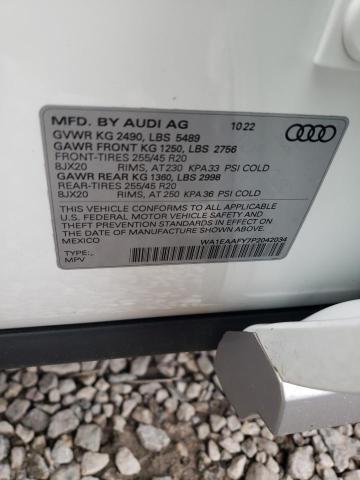 MFD. BY AUDI AG 10 22
GVWR KG 2490, LBS 5489
GAWR FRONT KG 1250, LBS 2756
FRONT-TIRES 255/45 R20
8JX20 RIMS, AT 230 KPA 33 PSI COLD
GAWR REAR KG 1360, LBS 2998
REAR-TIRES 255/45 R20
8JX20 RIMS, AT 250 KPA 36 PSI COLD
THIS VEHICLE CONFORMS TO ALL APPLICABLE
U.S. FEDERAL MOTOR VEHICLE SAFETY, BUMPER AND
THEFT PREVENTION STANDARDS IN EFFECT ON THE
DATE OF MANUFACTURE SHOWN ABOVE
MEXICO WA1EAAFY7P2042034
TYPE:.,
MPV